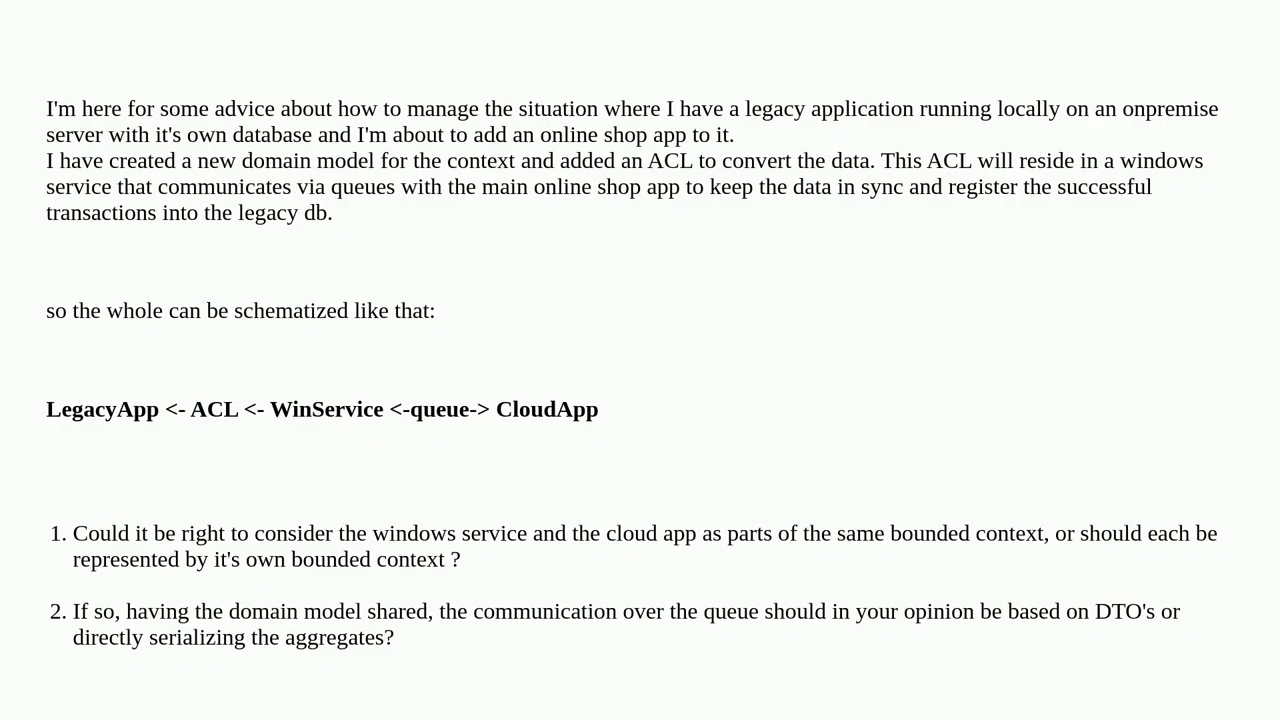 I'm here for some advice about how to manage the situation where I have a legacy application running locally on an onpremise
server with it's own database and I'm about to add an online shop app to it.
I have created a new domain model for the context and added an ACL to convert the data. This ACL will reside in a windows
service that communicates via queues with the main online shop app to keep the data in sync and register the successful
transactions into the legacy db.
so the whole can be schematized like that:
LegacyApp <- ACL <- WinService <-queue-> CloudApp
1. Could it be right to consider the windows service and the cloud app as parts of the same bounded context, or should each be
represented by it's own bounded context ?
2. If so, having the domain model shared, the communication over the queue should in your opinion be based on DTO's or
directly serializing the aggregates?